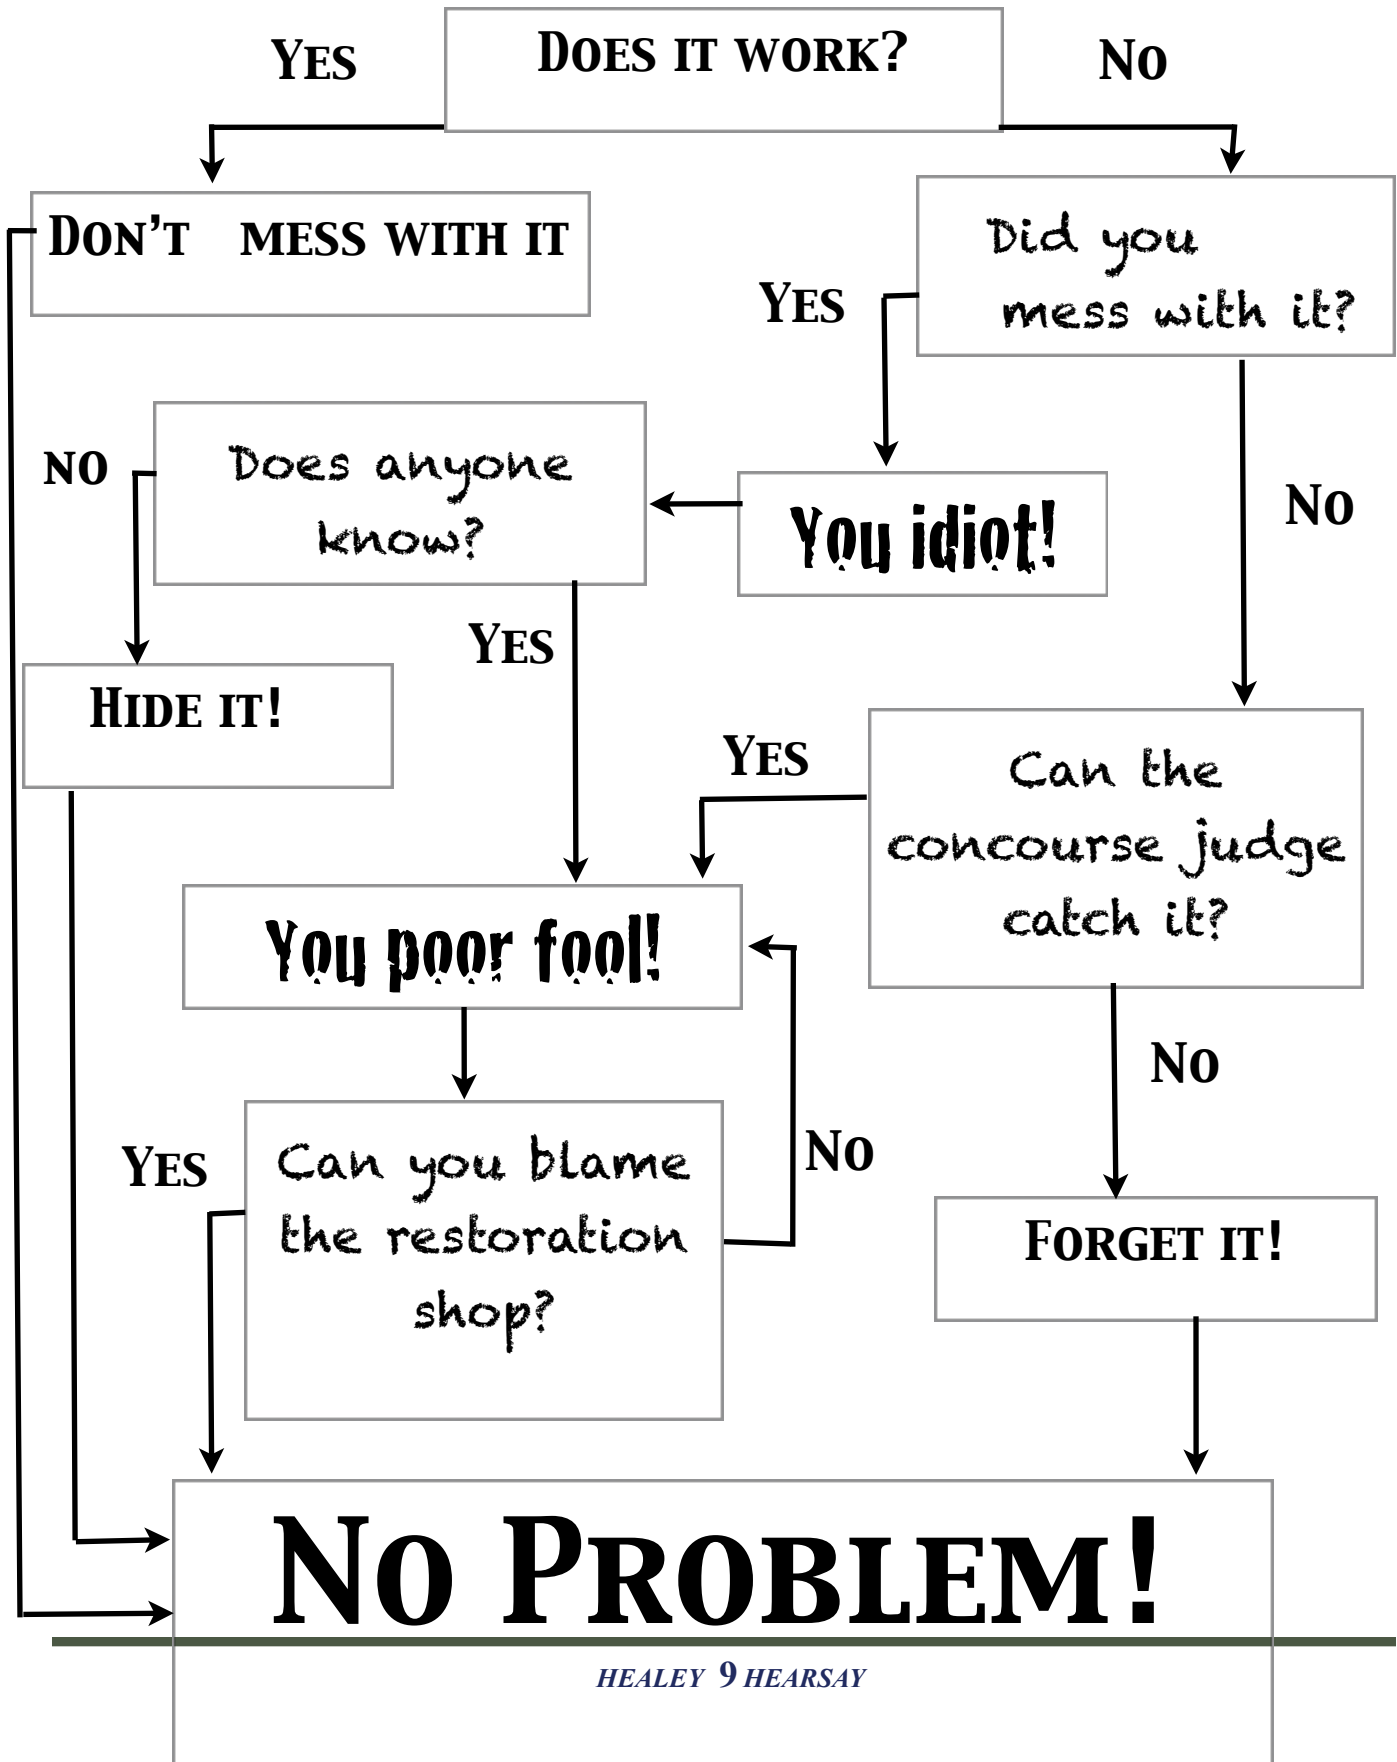 Does it work?
Yes
No
Don't mess with it
Did you
mess with it?
Yes
No
Does anyone
know?
no
You idiot!
Yes
Hide it!
Yes
Can the
concourse judge
catch it?
You poor fool!
No
Can you blame
the restoration
shop?
Yes
No
Forget it!
No Problem!
HEALEY 9 HEARSAY